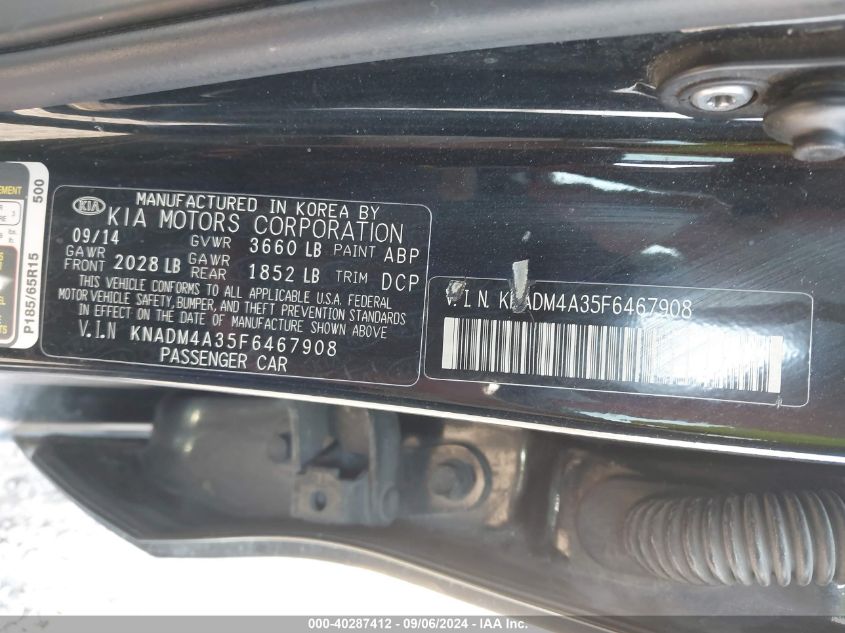 EMENT
500
P185/65R15
KIA
MANUFACTURED IN KOREA BY
KIA MOTORS CORPORATION
09/14 GVWR 3660 LB PAINT ABP
GAWR FRONT 2028 LB GAWR REAR 1852 LB TRIM DCP
THIS VEHICLE CONFORMS TO ALL APPLICABLE U.S.A. FEDERAL
MOTOR VEHICLE SAFETY, BUMPER, AND THEFT PREVENTION STANDARDS
IN EFFECT ON THE DATE OF MANUFACTURE SHOWN ABOVE
V.I.N KNADM4A35F6467908
PASSENGER CAR
V.I.N. KNADM4A35F6467908
000-40287412 - 09/06/2024 - IAA Inc.